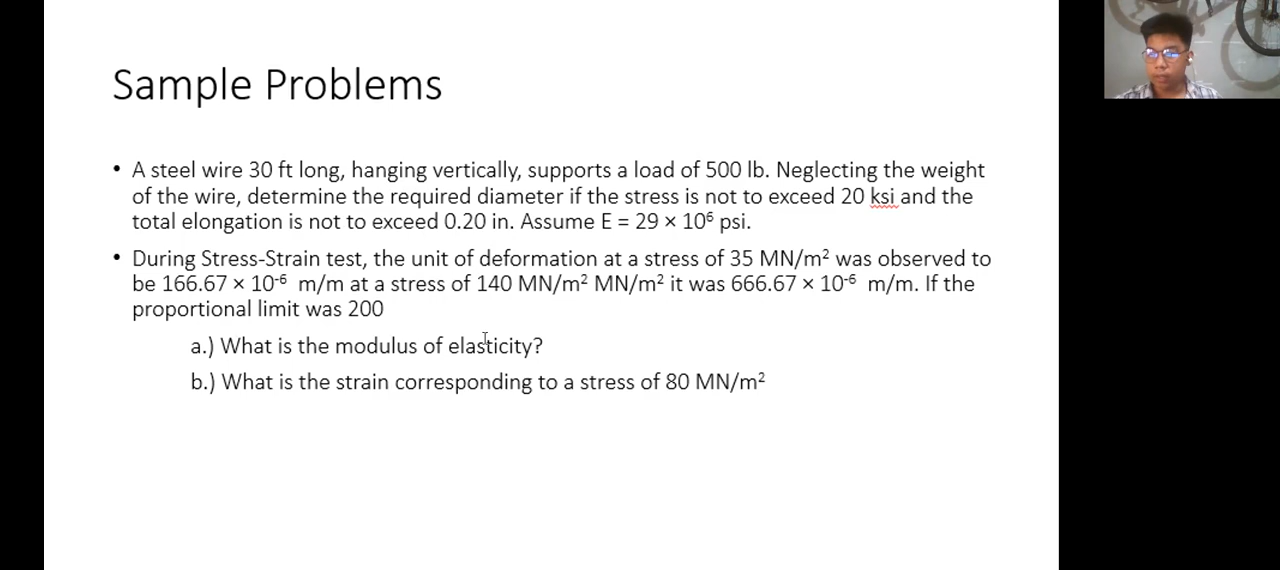 Sample Problems
• A steel wire 30 ft long, hanging vertically, supports a load of 500 lb. Neglecting the weight
of the wire, determine the required diameter if the stress is not to exceed 20 ksi and the
total elongation is not to exceed 0.20 in. Assume E = 29 × 10⁶ psi.
• During Stress-Strain test, the unit of deformation at a stress of 35 MN/m² was observed to
be 166.67 × 10⁻⁶ m/m at a stress of 140 MN/m² MN/m² it was 666.67 × 10⁻⁶ m/m. If the
proportional limit was 200
a.) What is the modulus of elasticity?
b.) What is the strain corresponding to a stress of 80 MN/m²